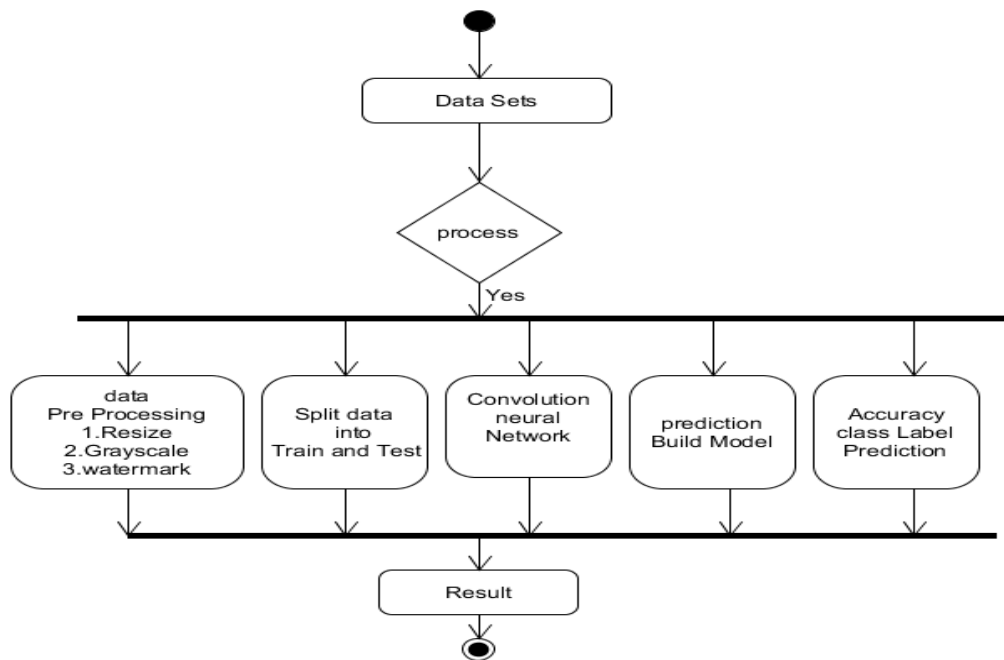 Data Sets
process
Yes
data
Pre Processing
1.Resize
2.Grayscale
3.watermark
Split data
into
Train and Test
Convolution
neural
Network
prediction
Build Model
Accuracy
class Label
Prediction
Result